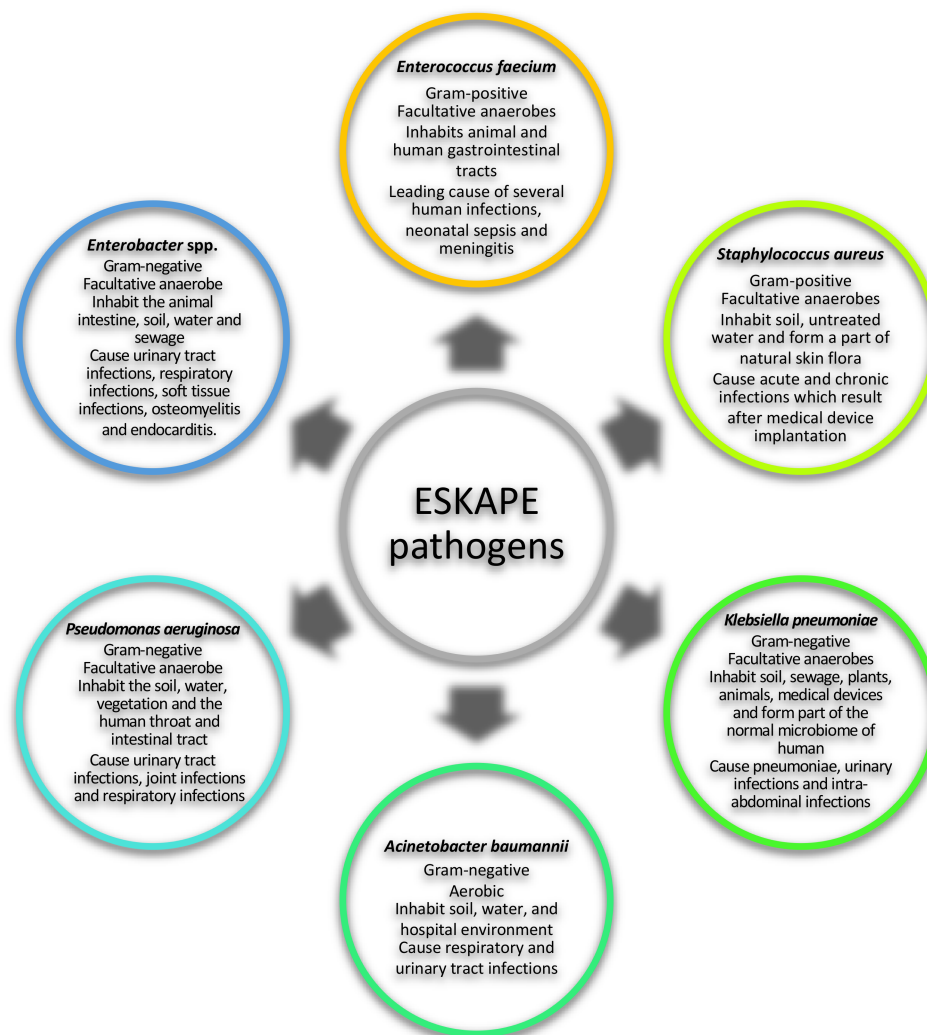 Enterococcus faecium
Gram-positive
Facultative anaerobes
Inhabits animal and
human gastrointestinal
tracts
Leading cause of several
human infections,
neonatal sepsis and
meningitis
Staphylococcus aureus
Gram-positive
Facultative anaerobes
Inhabit soil, untreated
water and form a part of
natural skin flora
Cause acute and chronic
infections which result
after medical device
implantation
Klebsiella pneumoniae
Gram-negative
Facultative anaerobes
Inhabit soil, sewage, plants,
animals, medical devices
and form part of the
normal microbiome of
human
Cause pneumoniae, urinary
infections and intra-
abdominal infections
Acinetobacter baumannii
Gram-negative
Aerobic
Inhabit soil, water, and
hospital environment
Cause respiratory and
urinary tract infections
Pseudomonas aeruginosa
Gram-negative
Facultative anaerobe
Inhabit the soil, water,
vegetation and the
human throat and
intestinal tract
Cause urinary tract
infections, joint infections
and respiratory infections
Enterobacter spp.
Gram-negative
Facultative anaerobe
Inhabit the animal
intestine, soil, water and
sewage
Cause urinary tract
infections, respiratory
infections, soft tissue
infections, osteomyelitis
and endocarditis.
ESKAPE
pathogens